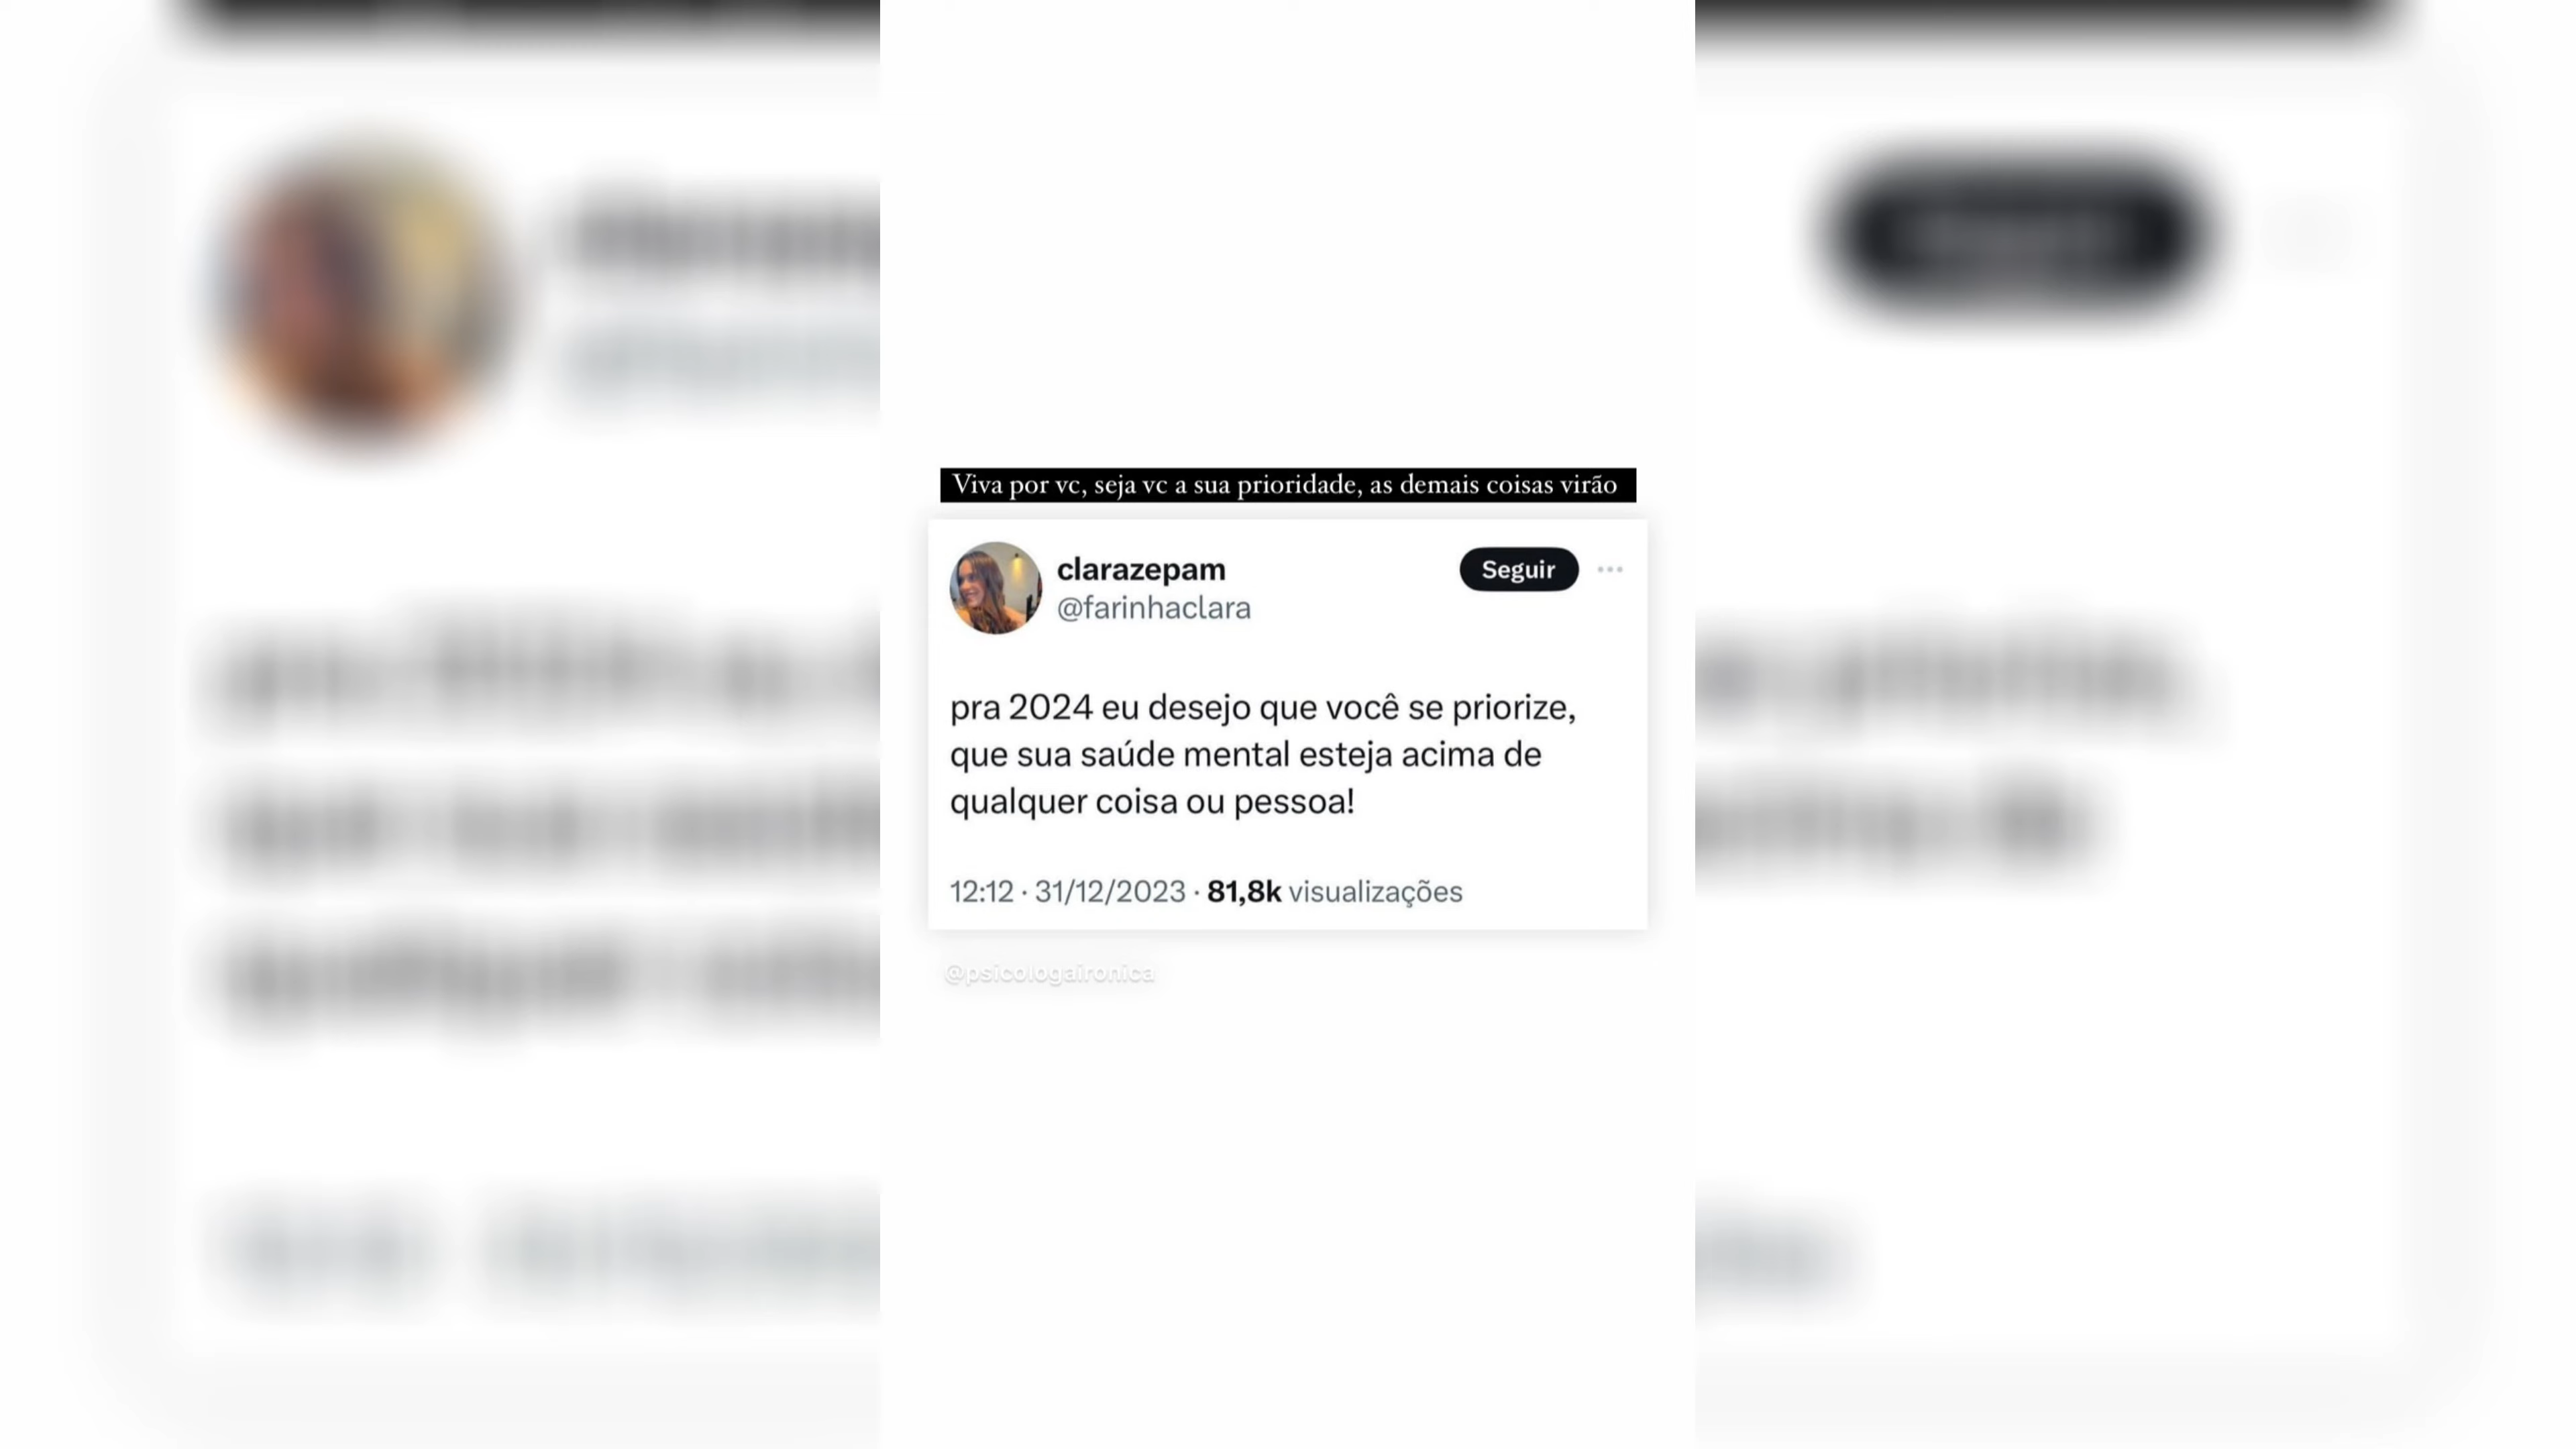 Viva por vc, seja vc a sua prioridade, as demais coisas virão
clarazepam
Seguir
@farinhaclara
pra 2024 eu desejo que você se priorize,
que sua saúde mental esteja acima de
qualquer coisa ou pessoa!
12:12 · 31/12/2023 · 81,8k visualizações
@psicologaironica